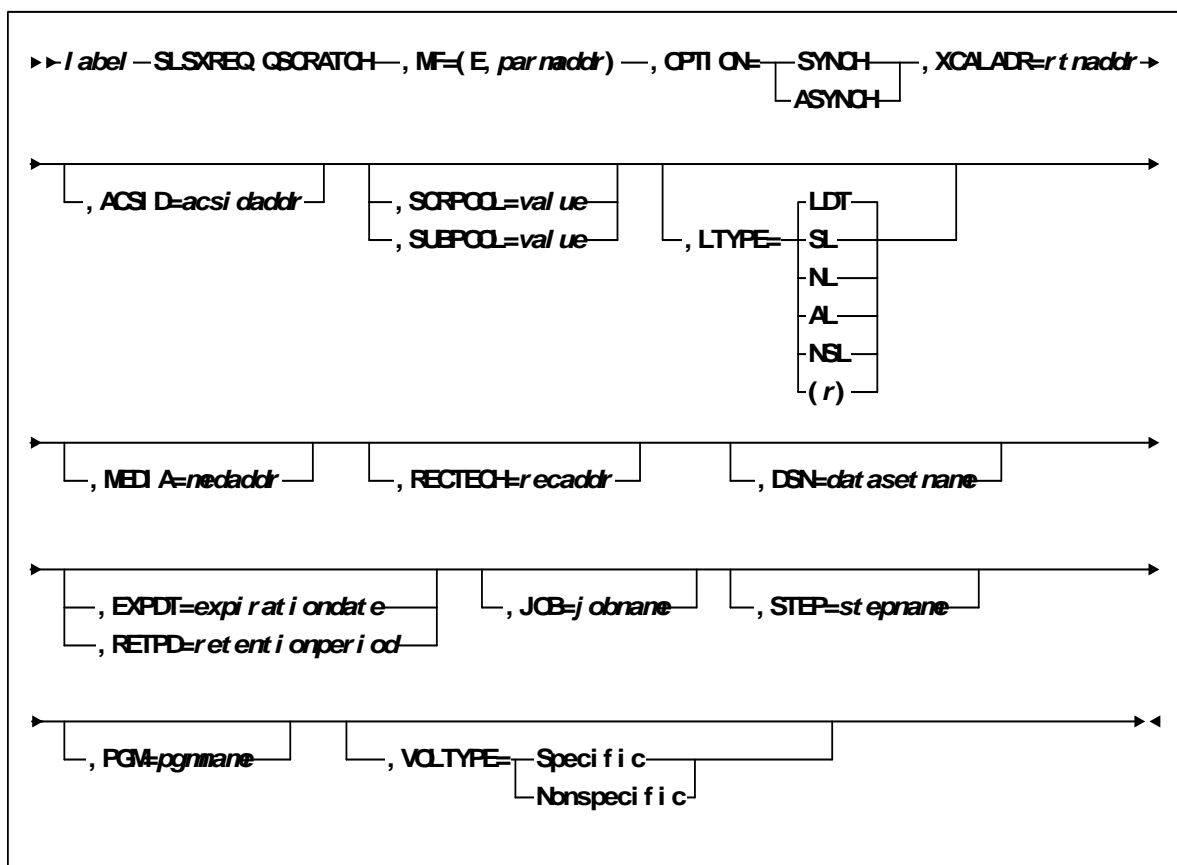 label SLSXREQ QSCRATCH , MF=(E, parmaddr) , OPTION= SYNCH , XCALADR=rtnaddr
ASYNCH
, ACSID=acsidaddr , SCRPOOL=value LDT
, SUBPOOL=value , LTYPE= SL
NL
AL
NSL
(r)
, MEDIA=medaddr , RECTECH=recaddr , DSN=datasetname
, EXPDT=expirationdate , JOB=jobname , STEP=stepname
, RETPD=retentionperiod
, PGM=pgmname , VOLTYPE= Specific
Nonspecific